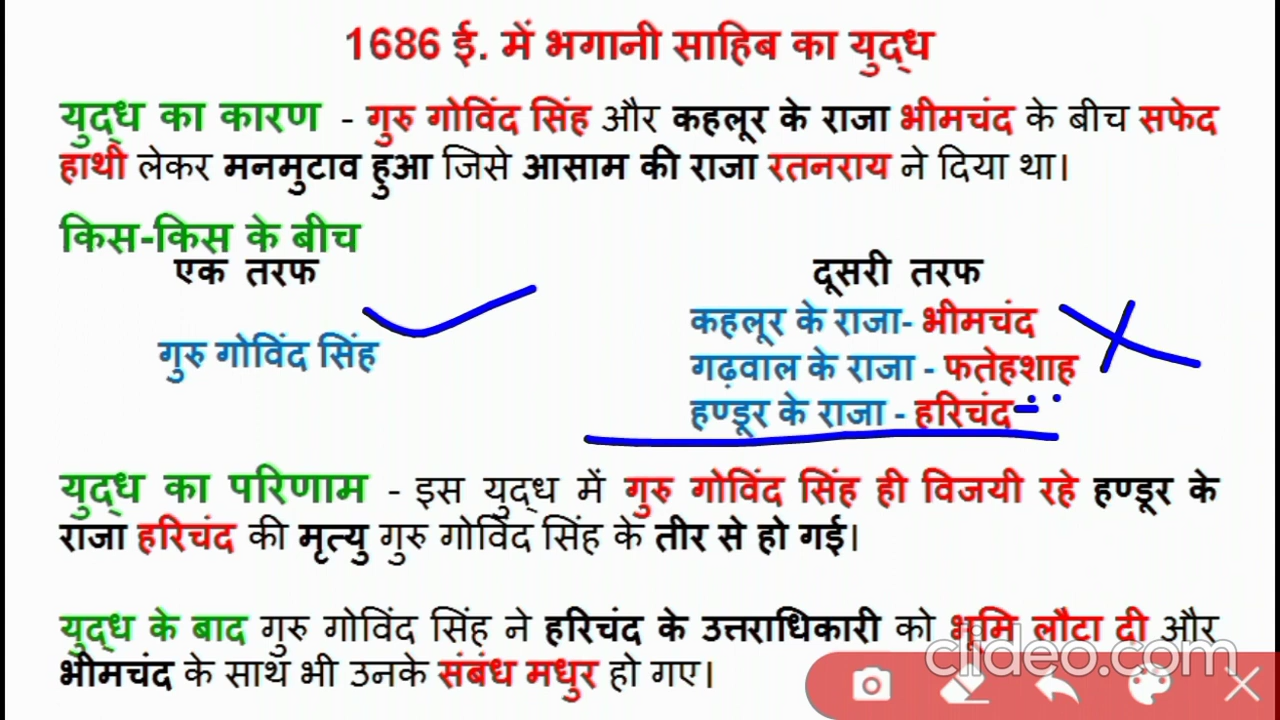 1686 ई. में भगानी साहिब का युद्ध
युद्ध का कारण - गुरु गोविंद सिंह और कहलूर के राजा भीमचंद के बीच सफेद
हाथी लेकर मनमुटाव हुआ जिसे आसाम की राजा रतनराय ने दिया था।
किस-किस के बीच
एक तरफ
दूसरी तरफ
गुरु गोविंद सिंह
कहलूर के राजा- भीमचंद
गढ़वाल के राजा - फतेहशाह
हण्डूर के राजा - हरिचंद
युद्ध का परिणाम - इस युद्ध में गुरु गोविंद सिंह ही विजयी रहे हण्डूर के
राजा हरिचंद की मृत्यु गुरु गोविंद सिंह के तीर से हो गई।
युद्ध के बाद गुरु गोविंद सिंह ने हरिचंद के उत्तराधिकारी को भूमि लौटा दी और
भीमचंद के साथ भी उनके संबंध मधुर हो गए।
clideo.com